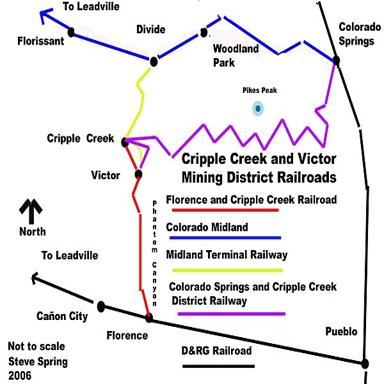 To Leadville
Florissant
Divide
Woodland
Park
Colorado
Springs
Pikes Peak
Cripple Creek
Victor
Cripple Creek and Victor
Mining District Railroads
Florence and Cripple Creek Railroad
Colorado Midland
Midland Terminal Railway
Colorado Springs and Cripple Creek
District Railway
D&RG Railroad
Phantom Canyon
North
To Leadville
Cañon City
Florence
Pueblo
Not to scale
Steve Spring
2006